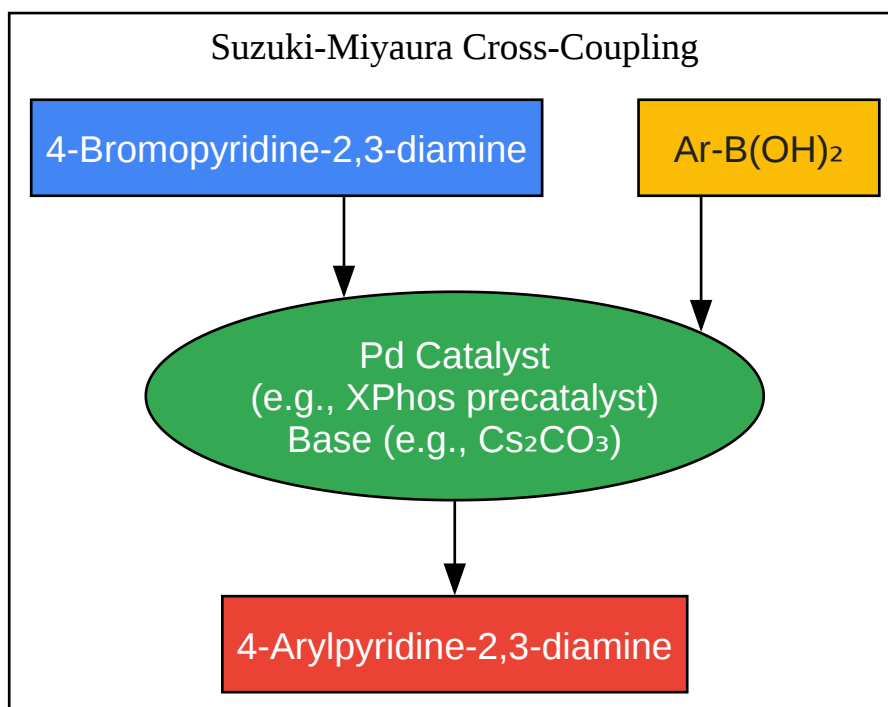 Suzuki-Miyaura Cross-Coupling
4-Bromopyridine-2,3-diamine
Ar-B(OH)₂
Pd Catalyst
(e.g., XPhos precatalyst)
Base (e.g., Cs₂CO₃)
4-Arylpyridine-2,3-diamine